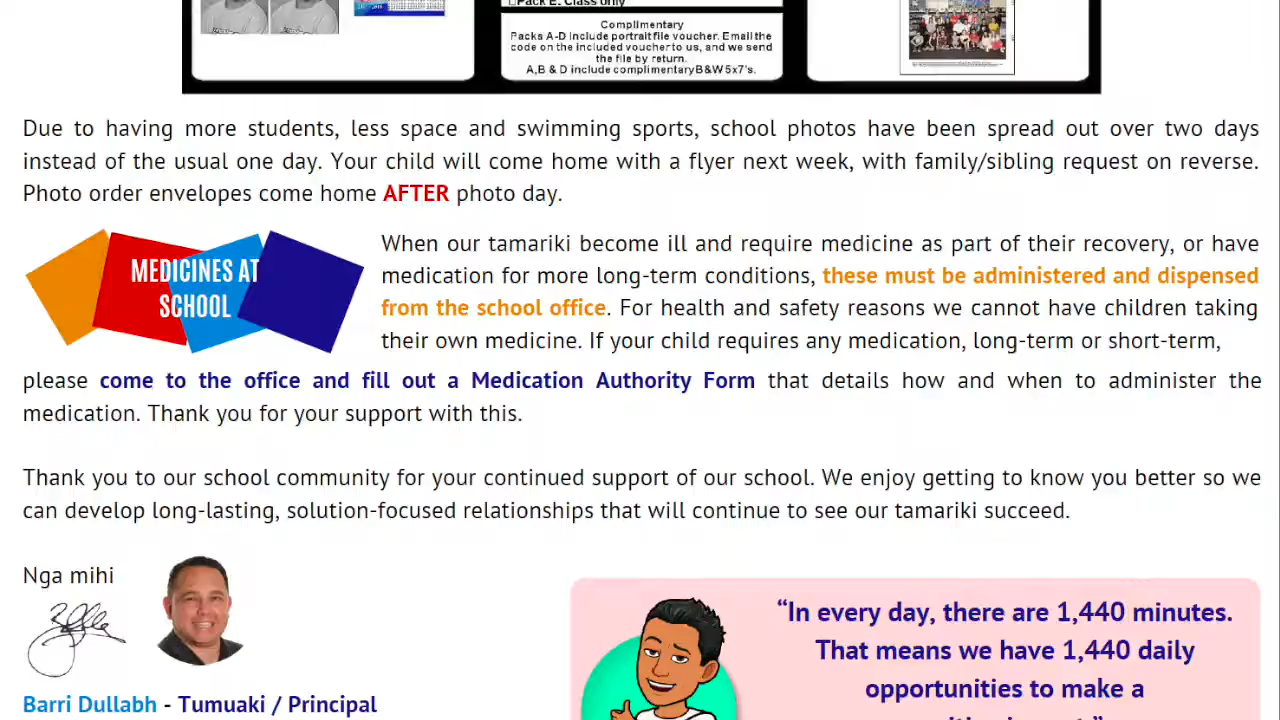 Complimentary
Packs A-D include portrait file voucher. Email the
code on the included voucher to us, and we send
the file by return.
A,B & D include complimentary B&W 5x7's.
Due to having more students, less space and swimming sports, school photos have been spread out over two days
instead of the usual one day. Your child will come home with a flyer next week, with family/sibling request on reverse.
Photo order envelopes come home AFTER photo day.
MEDICINES AT
SCHOOL
When our tamariki become ill and require medicine as part of their recovery, or have
medication for more long-term conditions, these must be administered and dispensed
from the school office. For health and safety reasons we cannot have children taking
their own medicine. If your child requires any medication, long-term or short-term,
please come to the office and fill out a Medication Authority Form that details how and when to administer the
medication. Thank you for your support with this.
Thank you to our school community for your continued support of our school. We enjoy getting to know you better so we
can develop long-lasting, solution-focused relationships that will continue to see our tamariki succeed.
Nga mihi
Barri Dullabh - Tumuaki / Principal
“In every day, there are 1,440 minutes.
That means we have 1,440 daily
opportunities to make a